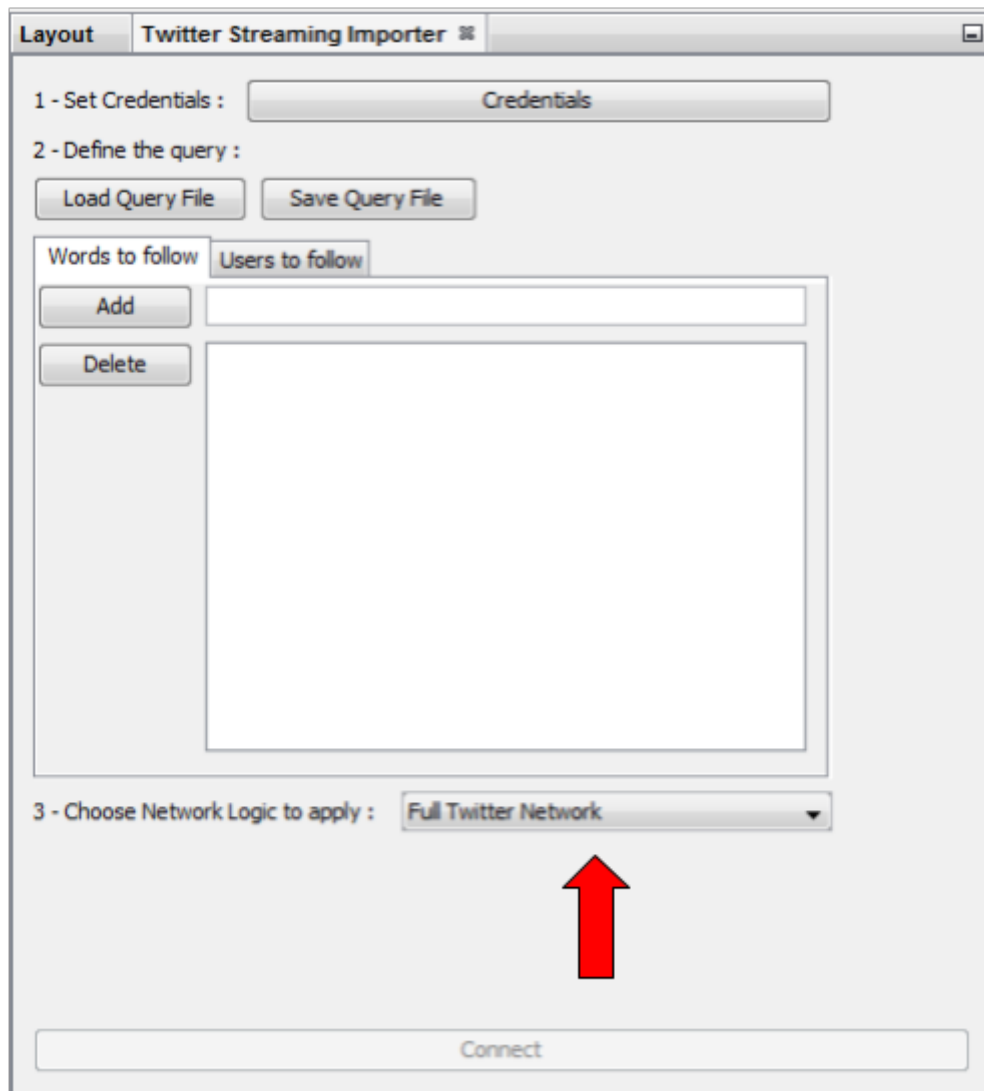 Layout Twitter Streaming Importer
1 - Set Credentials : Credentials
2 - Define the query :
Load Query File Save Query File
Words to follow Users to follow
Add
Delete
3 - Choose Network Logic to apply : Full Twitter Network
Connect